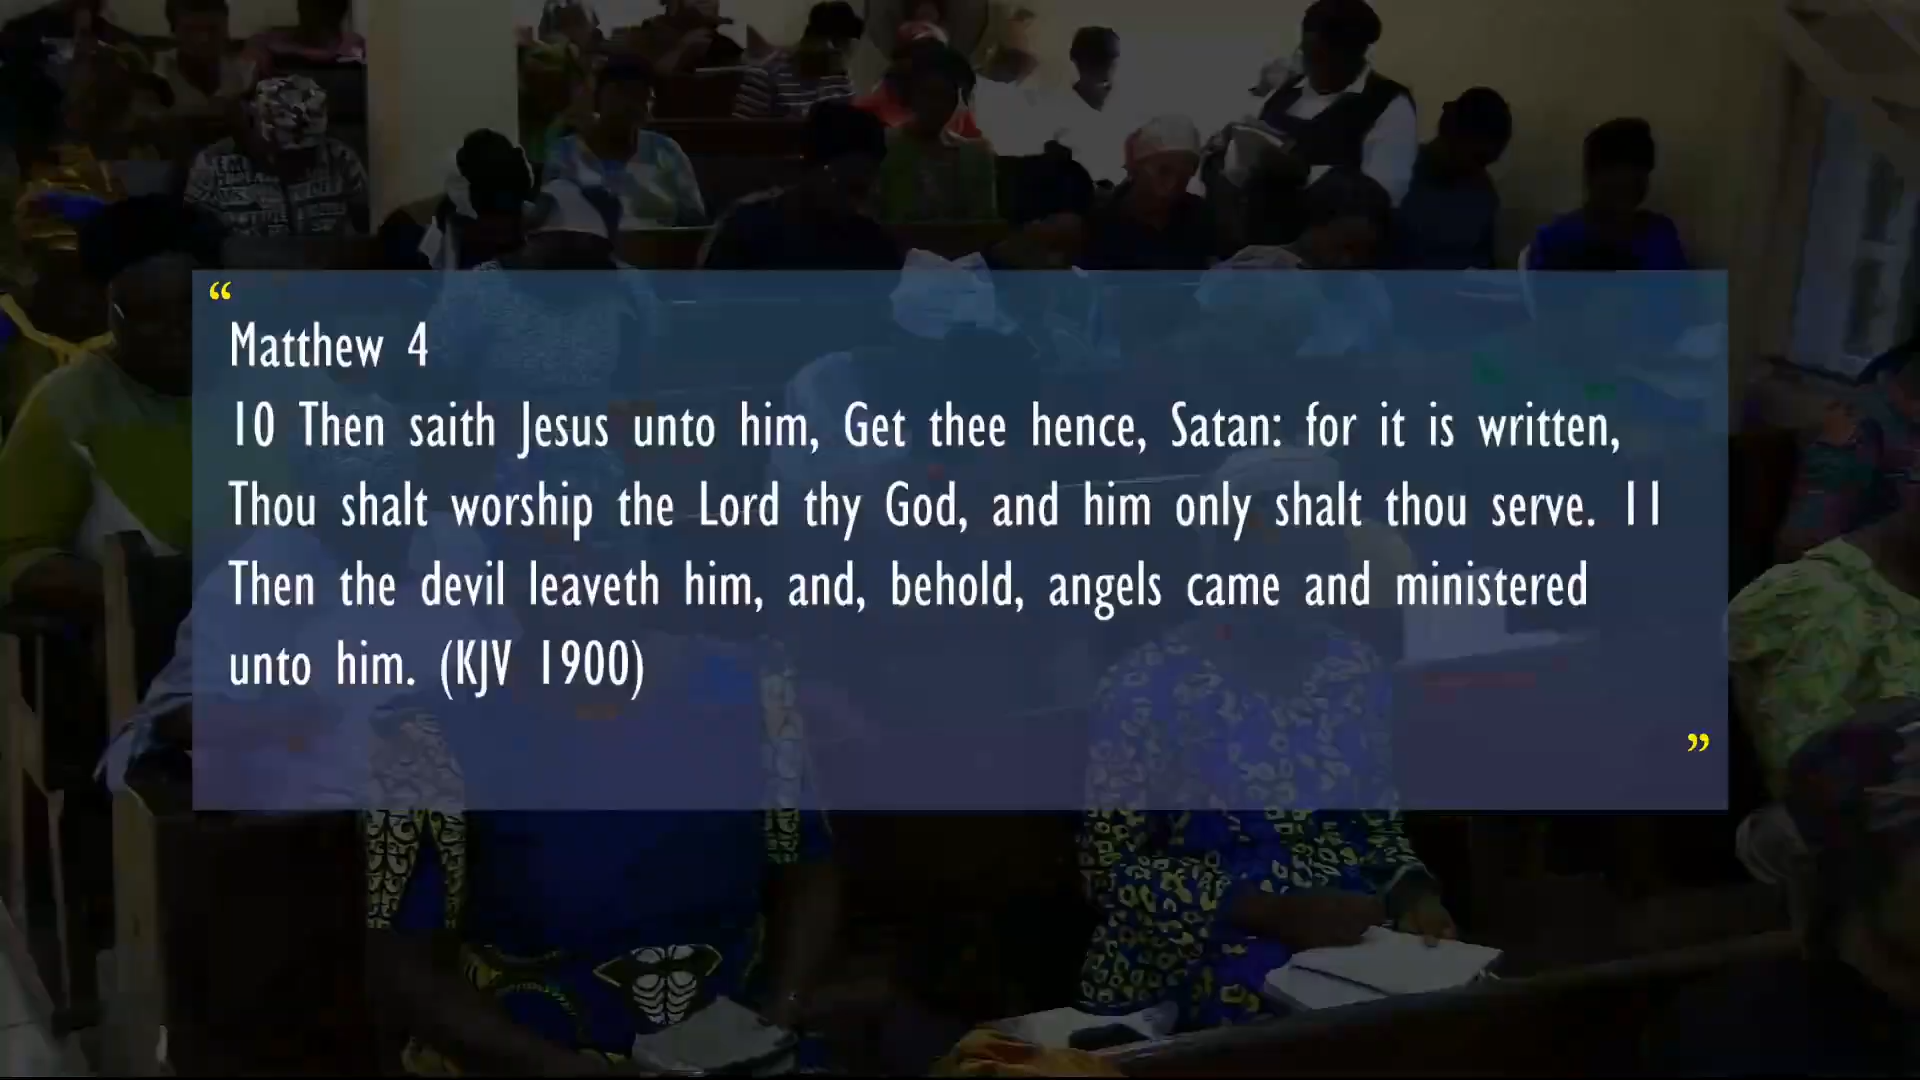 “
Matthew 4
10 Then saith Jesus unto him, Get thee hence, Satan: for it is written,
Thou shalt worship the Lord thy God, and him only shalt thou serve. 11
Then the devil leaveth him, and, behold, angels came and ministered
unto him. (KJV 1900)
”